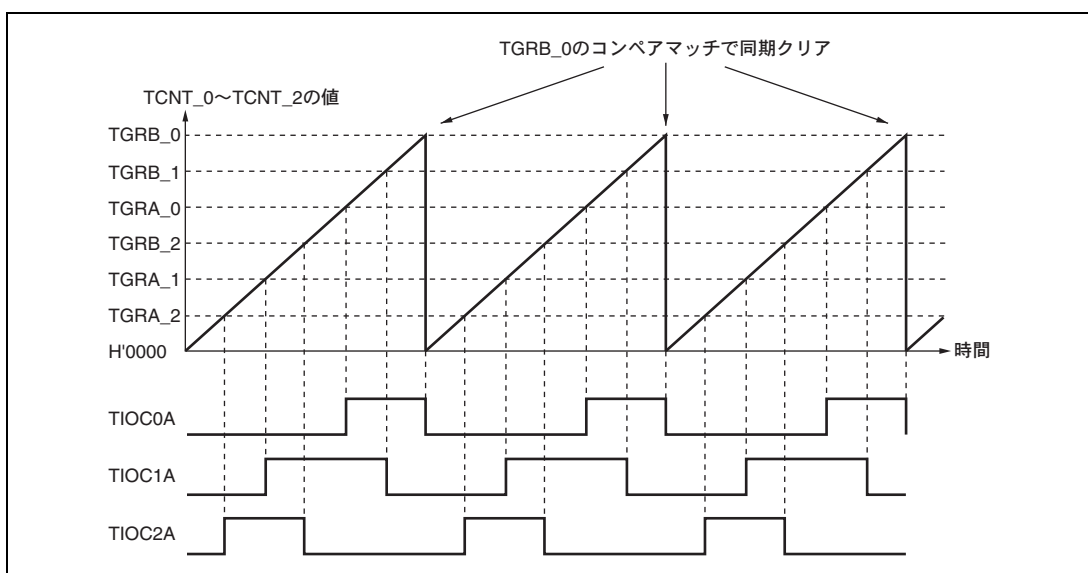 TGRB_0のコンペアマッチで同期クリア
TCNT_0～TCNT_2の値
TGRB_0
TGRB_1
TGRA_0
TGRB_2
TGRA_1
TGRA_2
H'0000
時間
TIOC0A
TIOC1A
TIOC2A